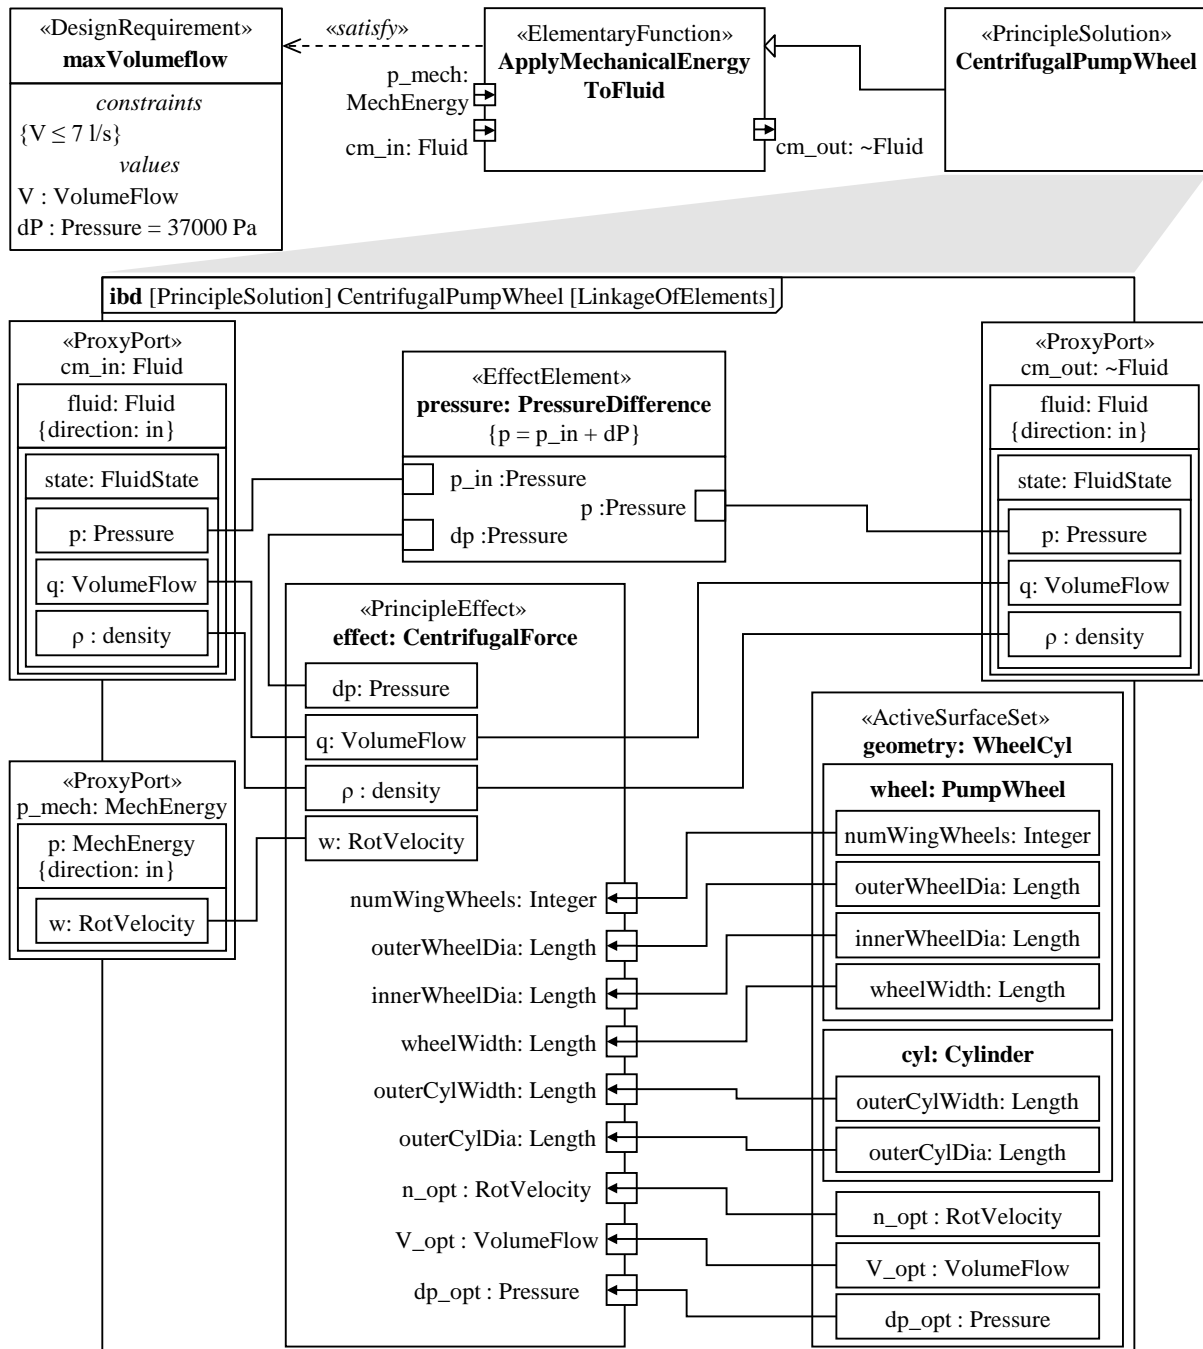 «DesignRequirement»
maxVolumeflow
constraints
{V ≤ 7 l/s}
values
V : VolumeFlow
dP : Pressure = 37000 Pa
«satisfy»
«ElementaryFunction»
ApplyMechanicalEnergy
ToFluid
p_mech:
MechEnergy
cm_in: Fluid
cm_out: ~Fluid
«PrincipleSolution»
CentrifugalPumpWheel
ibd [PrincipleSolution] CentrifugalPumpWheel [LinkageOfElements]
«ProxyPort»
cm_in: Fluid
fluid: Fluid
{direction: in}
state: FluidState
p: Pressure
q: VolumeFlow
ρ : density
«EffectElement»
pressure: PressureDifference
{p = p_in + dP}
p_in :Pressure
p :Pressure
dp :Pressure
«ProxyPort»
cm_out: ~Fluid
fluid: Fluid
{direction: in}
state: FluidState
p: Pressure
q: VolumeFlow
ρ : density
«ProxyPort»
p_mech: MechEnergy
p: MechEnergy
{direction: in}
w: RotVelocity
«PrincipleEffect»
effect: CentrifugalForce
dp: Pressure
q: VolumeFlow
ρ : density
w: RotVelocity
numWingWheels: Integer
outerWheelDia: Length
innerWheelDia: Length
wheelWidth: Length
outerCylWidth: Length
outerCylDia: Length
n_opt : RotVelocity
V_opt : VolumeFlow
dp_opt : Pressure
«ActiveSurfaceSet»
geometry: WheelCyl
wheel: PumpWheel
numWingWheels: Integer
outerWheelDia: Length
innerWheelDia: Length
wheelWidth: Length
cyl: Cylinder
outerCylWidth: Length
outerCylDia: Length
n_opt : RotVelocity
V_opt : VolumeFlow
dp_opt : Pressure